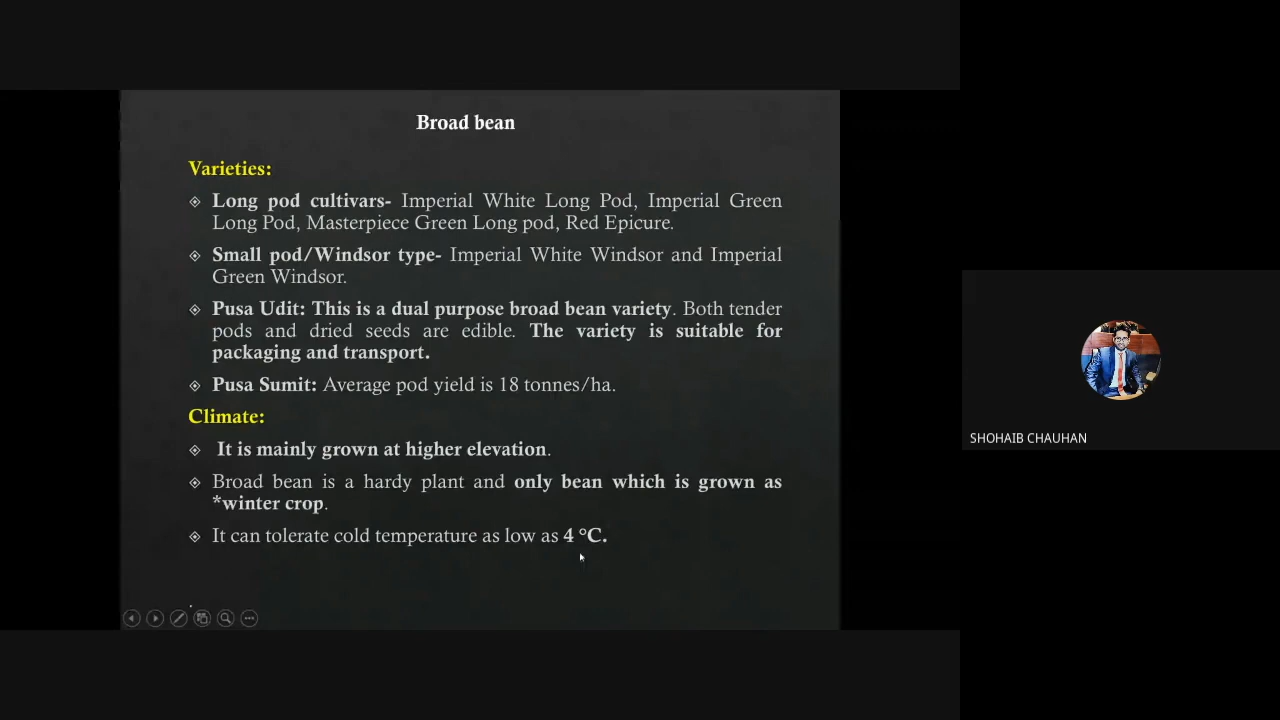 Broad bean
Varieties:
Long pod cultivars- Imperial White Long Pod, Imperial Green
Long Pod, Masterpiece Green Long pod, Red Epicure.
Small pod/Windsor type- Imperial White Windsor and Imperial
Green Windsor.
Pusa Udit: This is a dual purpose broad bean variety. Both tender
pods and dried seeds are edible. The variety is suitable for
packaging and transport.
Pusa Sumit: Average pod yield is 18 tonnes/ha.
Climate:
It is mainly grown at higher elevation.
Broad bean is a hardy plant and only bean which is grown as
*winter crop.
It can tolerate cold temperature as low as 4 °C.
SHOHAIB CHAUHAN